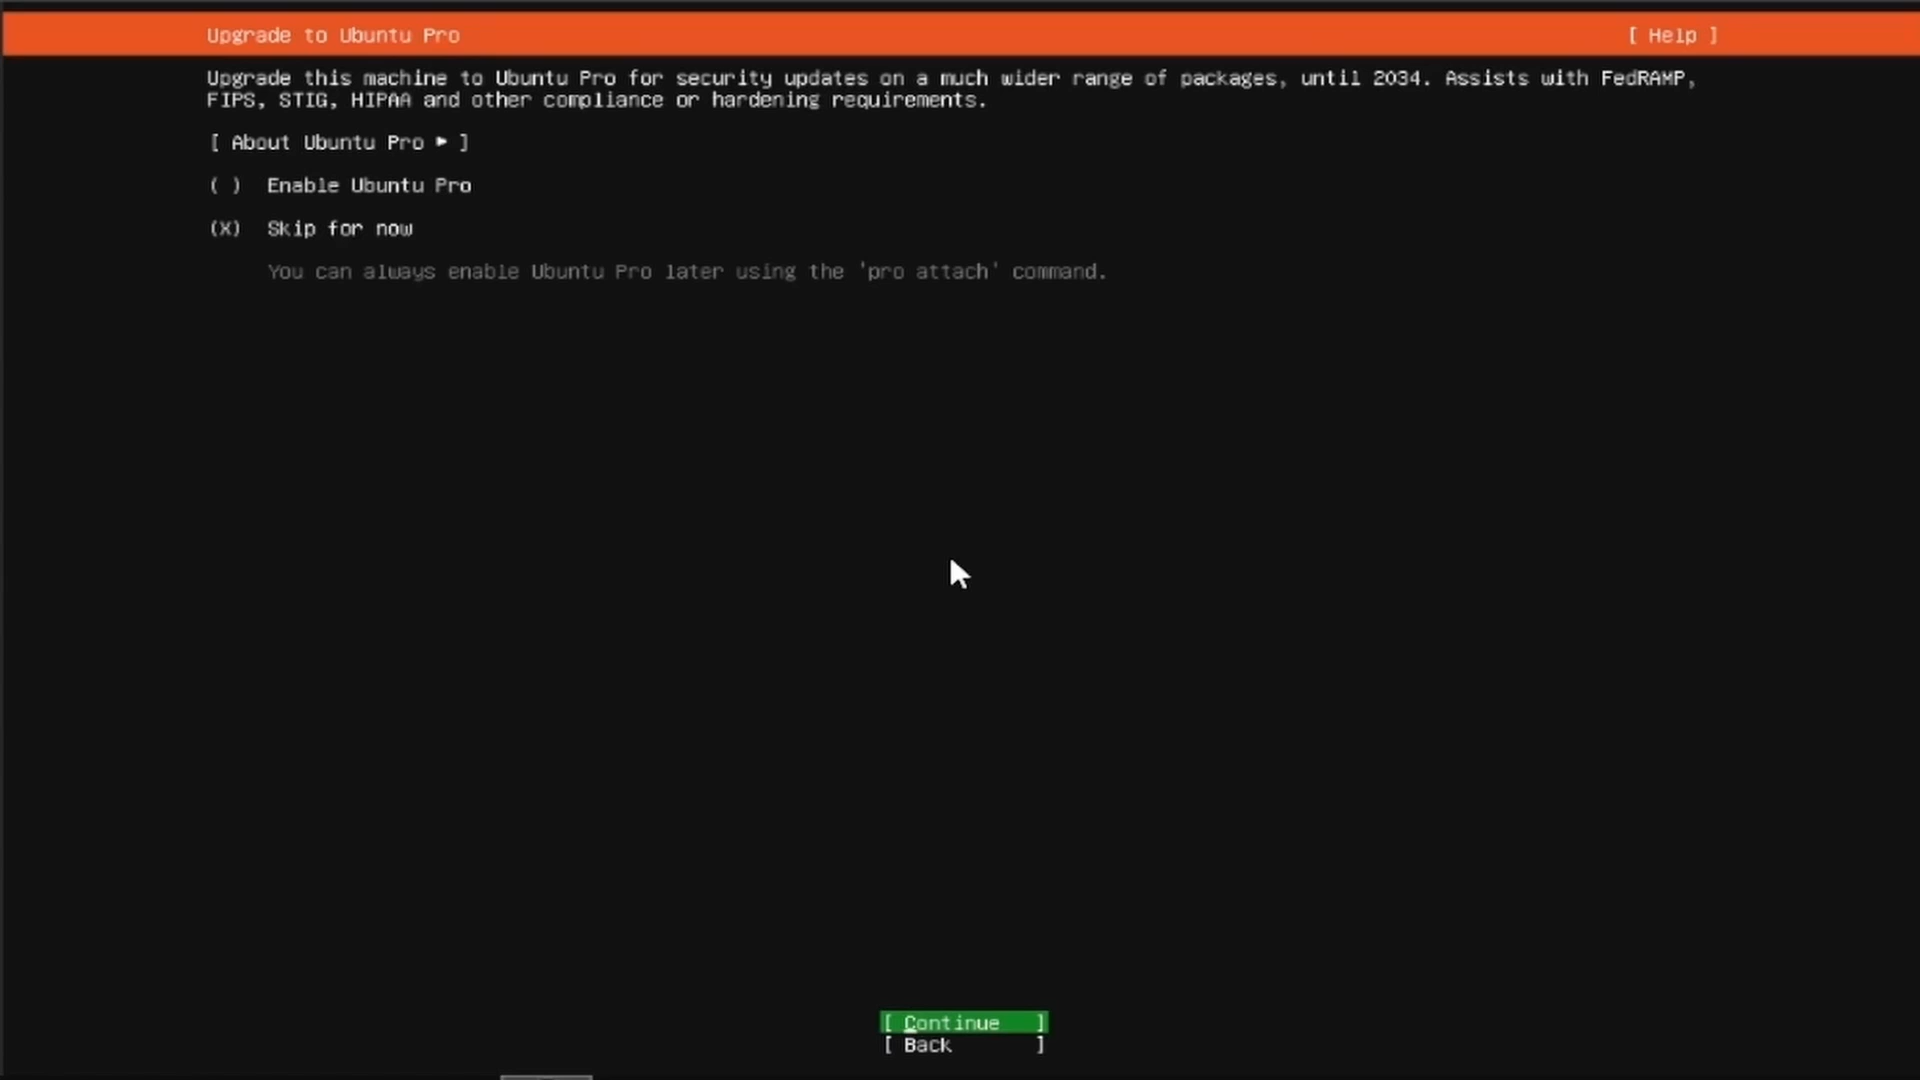 Upgrade to Ubuntu Pro [ Help ]
Upgrade this machine to Ubuntu Pro for security updates on a much wider range of packages, until 2034. Assists with FedRAMP,
FIPS, STIG, HIPAA and other compliance or hardening requirements.
[ About Ubuntu Pro ► ]
( ) Enable Ubuntu Pro
(X) Skip for now
You can always enable Ubuntu Pro later using the 'pro attach' command.
[ Continue ]
[ Back ]